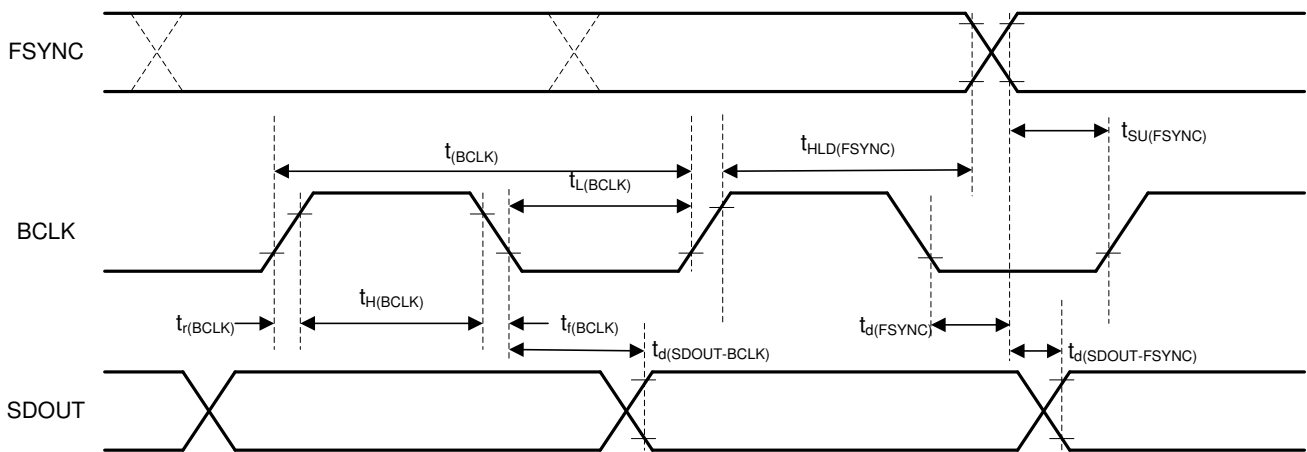 FSYNC
t(BCLK)
tHLD(FSYNC)
tSU(FSYNC)
tL(BCLK)
BCLK
tr(BCLK)
tH(BCLK)
tf(BCLK)
td(FSYNC)
td(SDOUT-BCLK)
td(SDOUT-FSYNC)
SDOUT